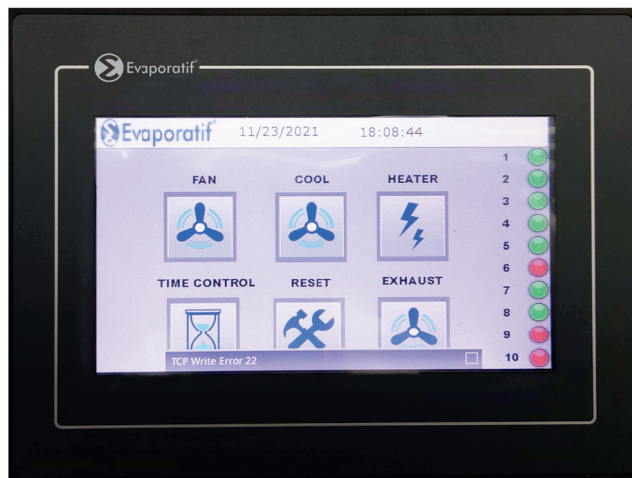 Evaporatif
Evaporatif 11/23/2021 18:08:44
1
FAN COOL HEATER 2
3
4
5
6
TIME CONTROL RESET EXHAUST
7
8
9
TCP Write Error 22 10